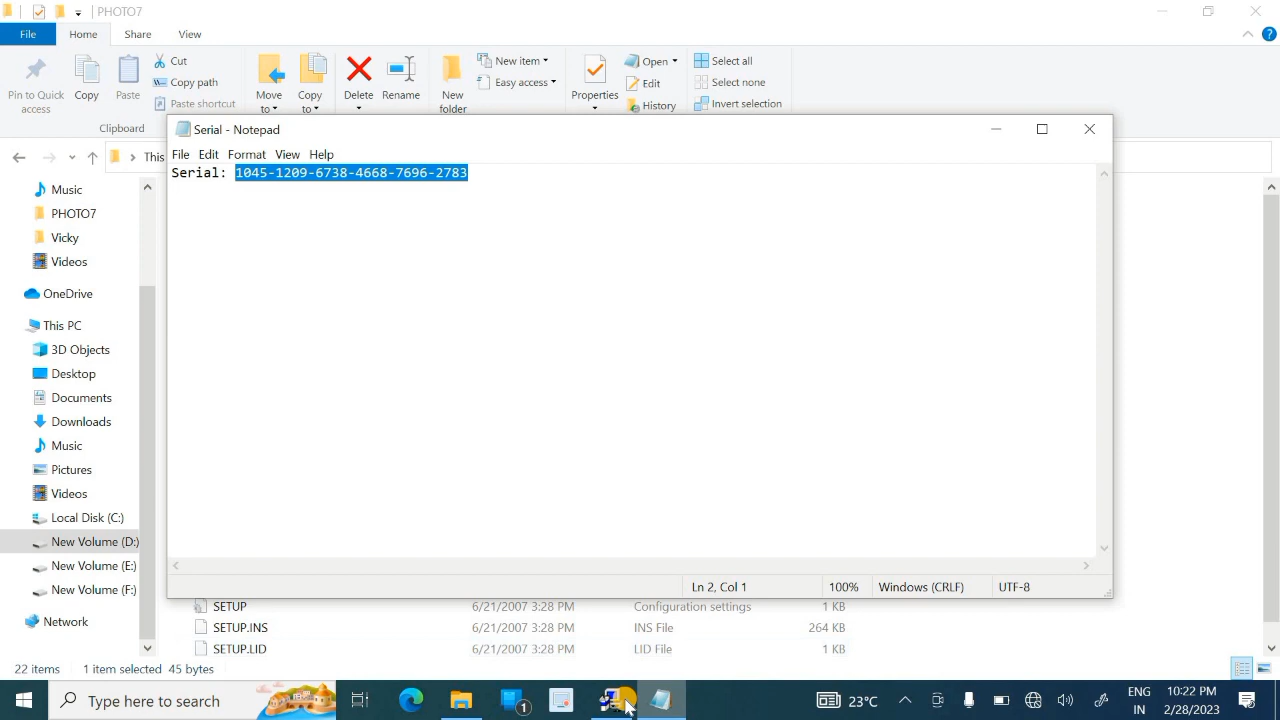 PHOTO7
File Home Share View
Pin to Quick access
Copy
Paste
Cut
Copy path
Paste shortcut
Clipboard
Move to
Copy to
Delete
Rename
New folder
New item
Easy access
Properties
Open
Edit
History
Select all
Select none
Invert selection
This
Serial - Notepad
File Edit Format View Help
Serial: 1045-1209-6738-4668-7696-2783
Ln 2, Col 1 100% Windows (CRLF) UTF-8
Music
PHOTO7
Vicky
Videos
OneDrive
This PC
3D Objects
Desktop
Documents
Downloads
Music
Pictures
Videos
Local Disk (C:)
New Volume (D:)
New Volume (E:)
New Volume (F:)
Network
SETUP 6/21/2007 3:28 PM Configuration settings 1 KB
SETUP.INS 6/21/2007 3:28 PM INS File 264 KB
SETUP.LID 6/21/2007 3:28 PM LID File 1 KB
22 items 1 item selected 45 bytes
Type here to search
1
23°C
ENG
IN
10:22 PM
2/28/2023